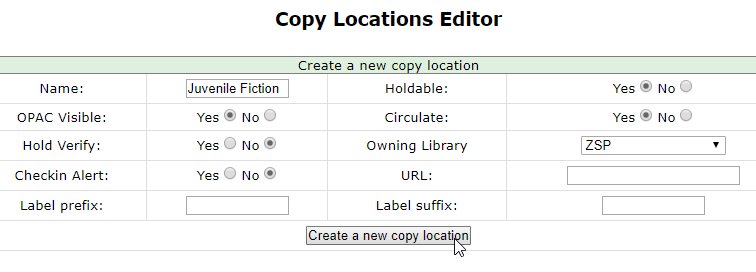 Copy Locations Editor
Create a new copy location
Name: Juvenile Fiction Holdable: Yes No
OPAC Visible: Yes No Circulate: Yes No
Hold Verify: Yes No Owning Library ZSP
Checkin Alert: Yes No URL:
Label prefix: Label suffix:
Create a new copy location